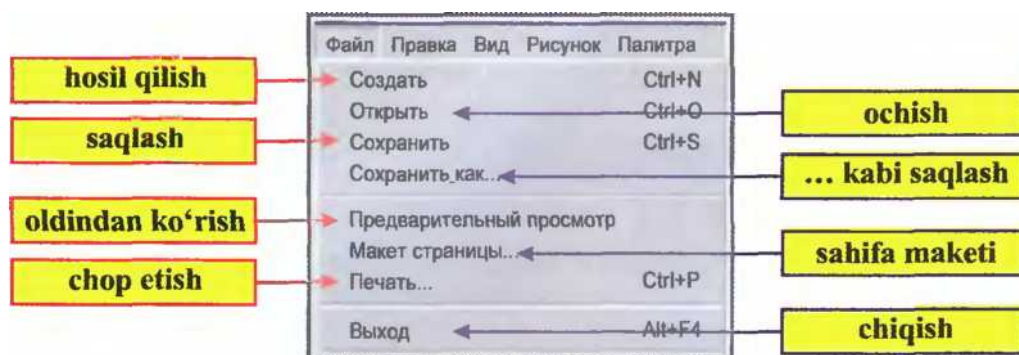 Файл Правка Вид Рисунок Палитра
hosil qilish
Создать Ctrl+N
Открыть Ctrl+O
ochish
saqlash
Сохранить Ctrl+S
Сохранить как...
... kabi saqlash
oldindan ko‘rish
Предварительный просмотр
Макет страницы...
sahifa maketi
chop etish
Печать... Ctrl+P
Выход Alt+F4
chiqish